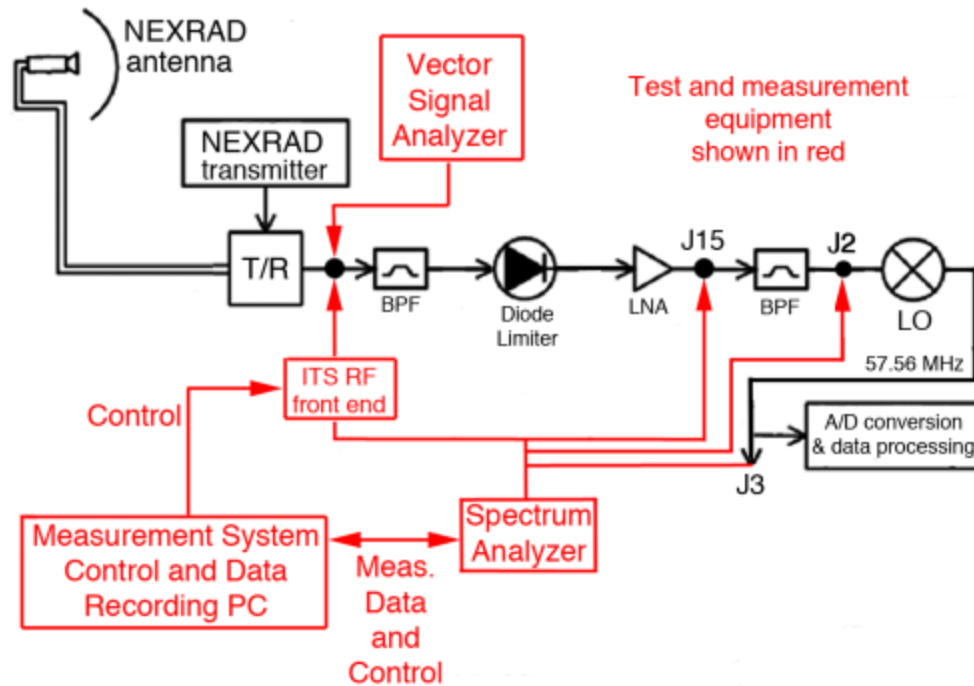 NEXRAD
antenna
Vector
Signal
Analyzer
Test and measurement
equipment
shown in red
NEXRAD
transmitter
T/R
BPF
Diode
Limiter
LNA
J15
BPF
J2
LO
57.56 MHz
ITS RF
front end
Control
A/D conversion
& data processing
J3
Measurement System
Control and Data
Recording PC
Spectrum
Analyzer
Meas.
Data
and
Control